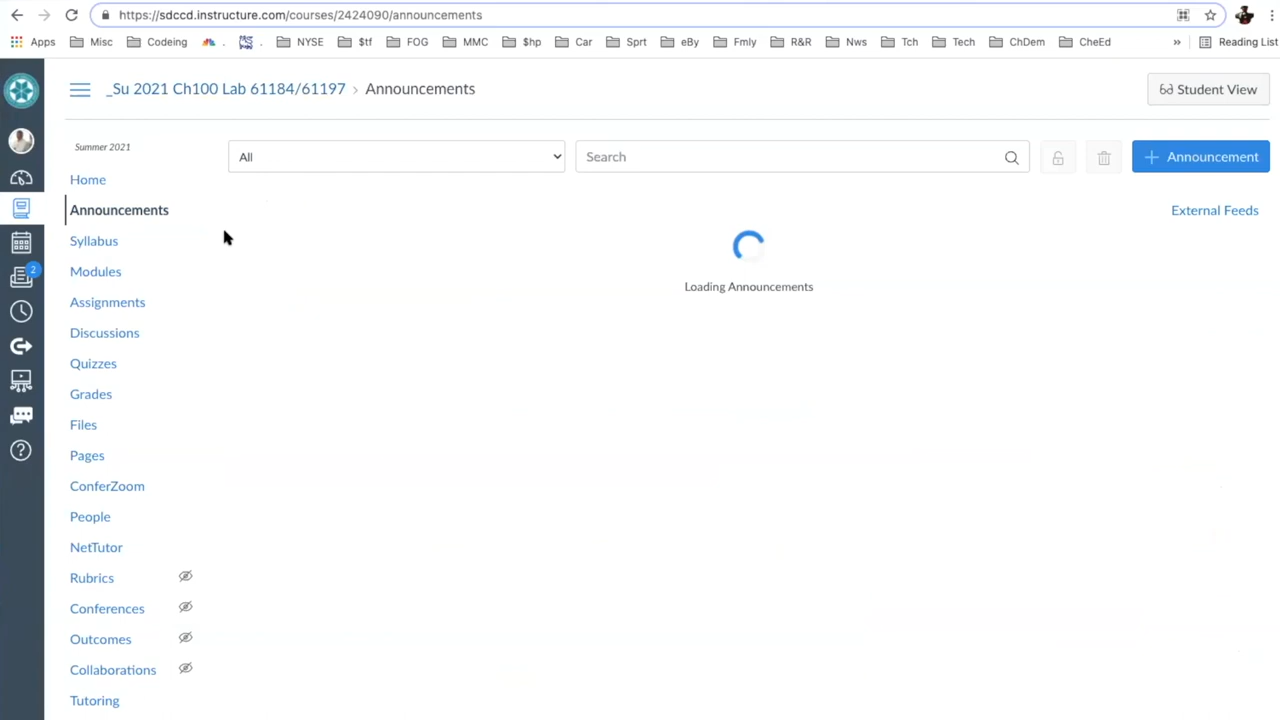 https://sdccd.instructure.com/courses/2424090/announcements
Apps Misc Codeing . . NYSE $tf FOG MMC $hp Car Sprt eBy Fmly R&R Nws Tch Tech ChDem CheEd » Reading List
_Su 2021 Ch100 Lab 61184/61197 › Announcements
Student View
Summer 2021
All
Search
+ Announcement
Home
Announcements
External Feeds
Syllabus
Modules
2
Loading Announcements
Assignments
Discussions
Quizzes
Grades
Files
Pages
ConferZoom
People
NetTutor
Rubrics
Conferences
Outcomes
Collaborations
Tutoring